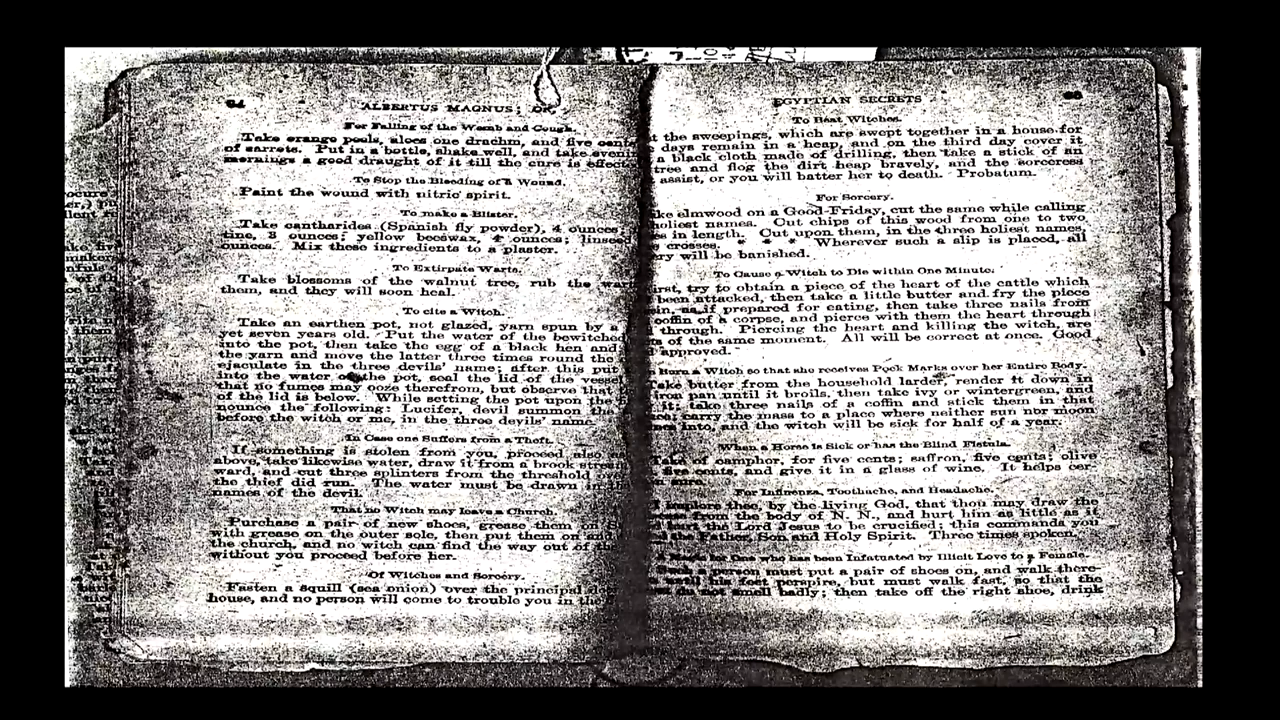 64 ALBERTUS MAGNUS; OR,
For Falling of the Womb and Cough.
Take orange peels, aloes one drachm, and five cents
of carrots. Put in a bottle, shake well, and take evenin
mornings a good draught of it till the cure is effecte
To Stop the Bleeding of a Wound.
Paint the wound with nitric spirit.
To make a Blister.
Take cantharides (Spanish fly powder), 4 ounces
tine, 3 ounces; yellow beeswax, 4 ounces; linseed
ounces. Mix these ingredients to a plaster.
To Extirpate Warts.
Take blossoms of the walnut tree, rub the wart
them, and they will soon heal.
To cite a Witch.
Take an earthen pot, not glazed, yarn spun by a
yet seven years old. Put the water of the bewitched
into the pot, then take the egg of a black hen and
the yarn and move the latter three times round the
ejaculate in the three devils' name; after this put
into the water of the pot, seal the lid of the vessel
that no fumes may ooze therefrom, but observe that
of the lid is below. While setting the pot upon the
nounce the following: Lucifer, devil summon the
before the witch or me, in the three devils' name.
In Case one Suffers from a Theft.
If something is stolen from you, proceed also as
above, take likewise water, draw it from a brook stream
ward, and cut three splinters from the threshold ove
the thief did run. The water must be drawn in th
names of the devil.
That no Witch may leave a Church.
Purchase a pair of new shoes, grease them on S
with grease on the outer sole, then put them on and
the church, and no witch can find the way out of the
without you proceed before her.
Of Witches and Sorcery.
Fasten a squill (sea onion) over the principal do
house, and no person will come to trouble you in the
EGYPTIAN SECRETS
To Beat Witches.
t the sweepings, which are swept together in a house for
days remain in a heap, and on the third day cover it
a black cloth made of drilling, then take a stick of an
tree and flog the dirt heap bravely, and the sorceress
assist, or you will batter her to death. Probatum.
For Sorcery.
ke elmwood on a Good-Friday, cut the same while calling
holiest names. Cut chips of this wood from one to two
es in length. Cut upon them, in the three holiest names,
e crosses. * * * Wherever such a slip is placed, all
ry will be banished.
To Cause a Witch to Die within One Minute.
irst, try to obtain a piece of the heart of the cattle which
been attacked, then take a little butter and fry the piece
ein, as if prepared for eating, then take three nails from
coffin of a corpse, and pierce with them the heart through
through. Piercing the heart and killing the witch, are
s of the same moment. All will be correct at once. Good
approved.
Burn a Witch so that she receives Pock Marks over her Entire Body.
Take butter from the household larder, render it down in
iron pan until it broils, then take ivy or wintergreen, and
it; take three nails of a coffin and stick them in that
carry the mass to a place where neither sun nor moon
nes into, and the witch will be sick for half of a year.
When a Horse is Sick or has the Blind Fistula.
Take of camphor, for five cents; saffron, five cents; olive
five cents, and give it in a glass of wine. It helps cer-
sure.
For Influenza, Toothache, and Headache.
I implore thee, by the living God, that thou may draw the
from the body of N. N., and hurt him as little as it
hurt the Lord Jesus to be crucified; this commands you
the Father, Son and Holy Spirit. Three times spoken.
One who has been Infatuated by Illicit Love to a Female.
a person must put a pair of shoes on, and walk there-
until his feet perspire, but must walk fast, so that the
do not smell badly; then take off the right shoe, drink